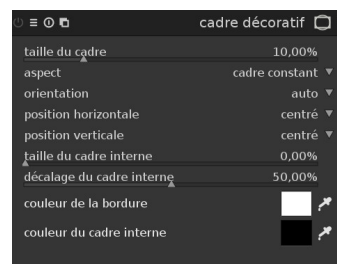 cadre décoratif
taille du cadre 10,00%
aspect cadre constant
orientation auto
position horizontale centré
position verticale centré
taille du cadre interne 0,00%
décalage du cadre interne 50,00%
couleur de la bordure
couleur du cadre interne